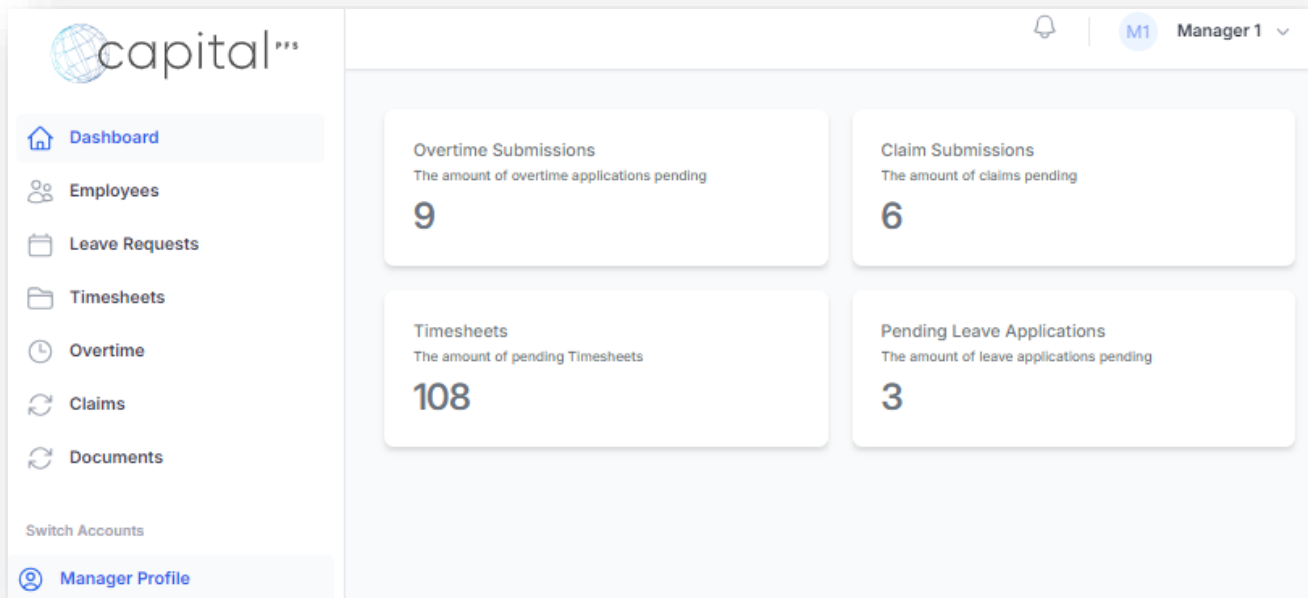 capital PFS
M1 Manager 1
Dashboard
Employees
Leave Requests
Timesheets
Overtime
Claims
Documents
Switch Accounts
Manager Profile
Overtime Submissions
The amount of overtime applications pending
9
Claim Submissions
The amount of claims pending
6
Timesheets
The amount of pending Timesheets
108
Pending Leave Applications
The amount of leave applications pending
3